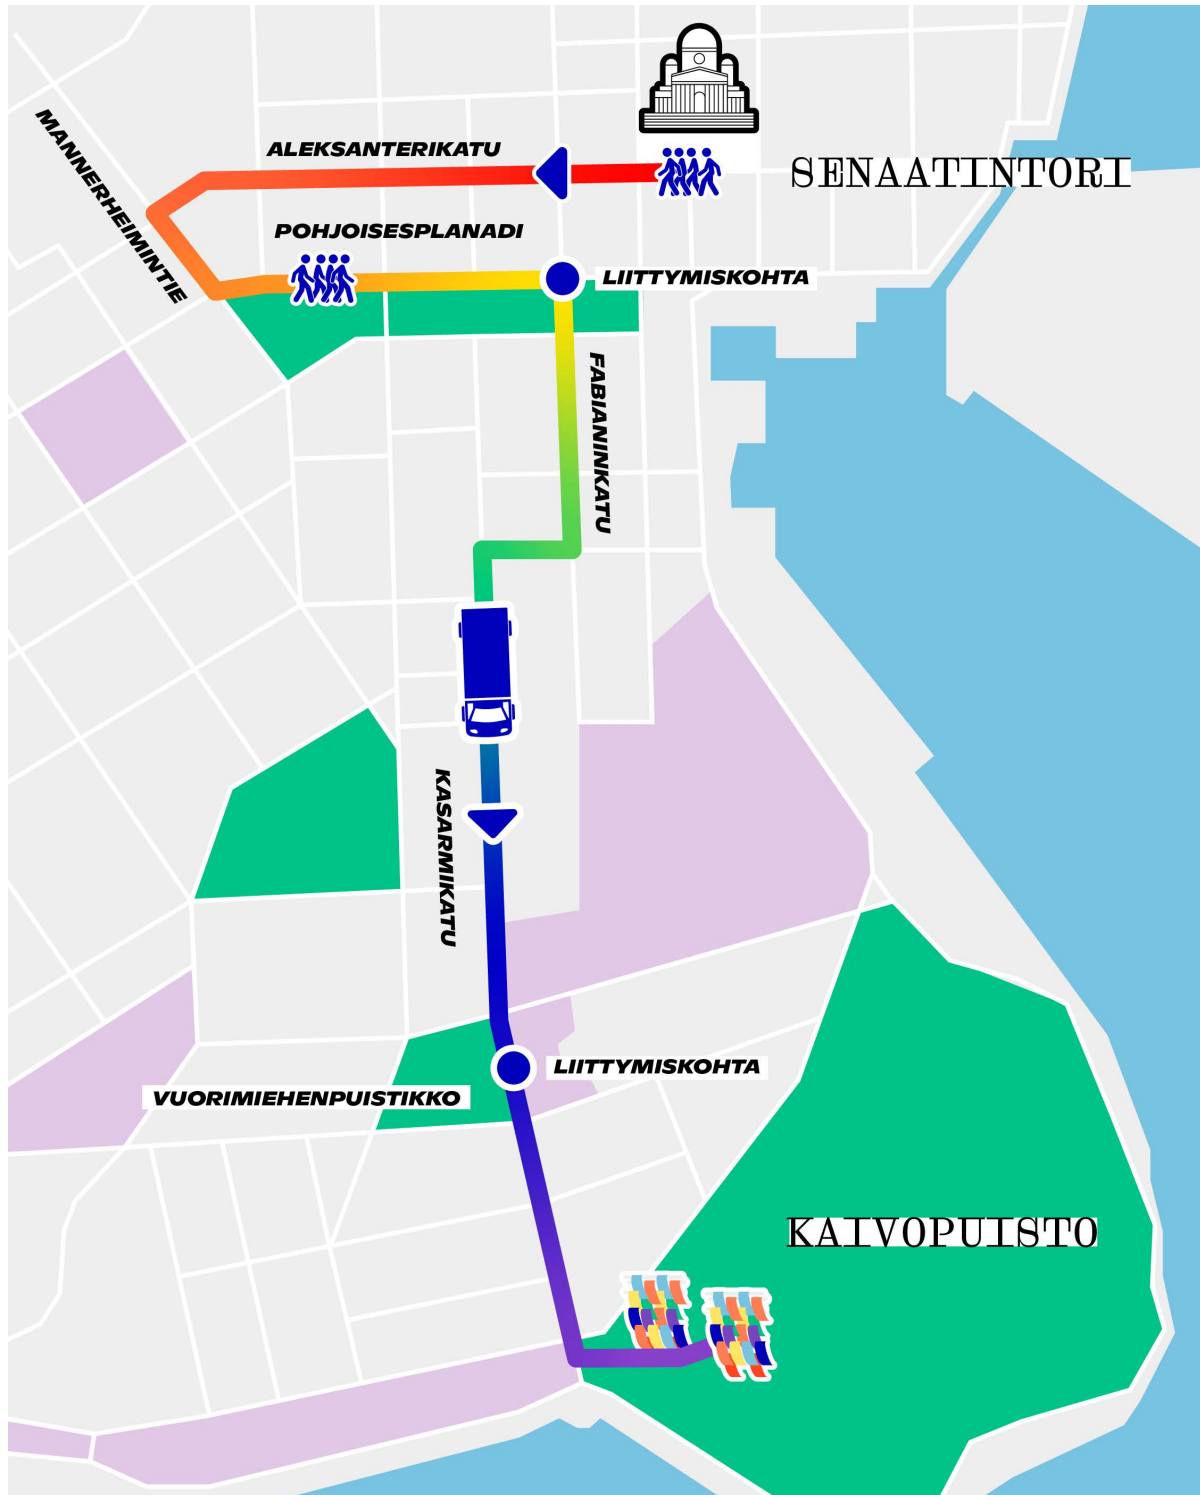 ALEKSANTERIKATU
SENAATINTORI
MANNERHEIMINTIE
POHJOISESPLANADI
LIITTYMISKOHTA
FABIANINKATU
KASARMIKATU
LIITTYMISKOHTA
VUORIMIEHENPUISTIKKO
KAIVOPUISTO